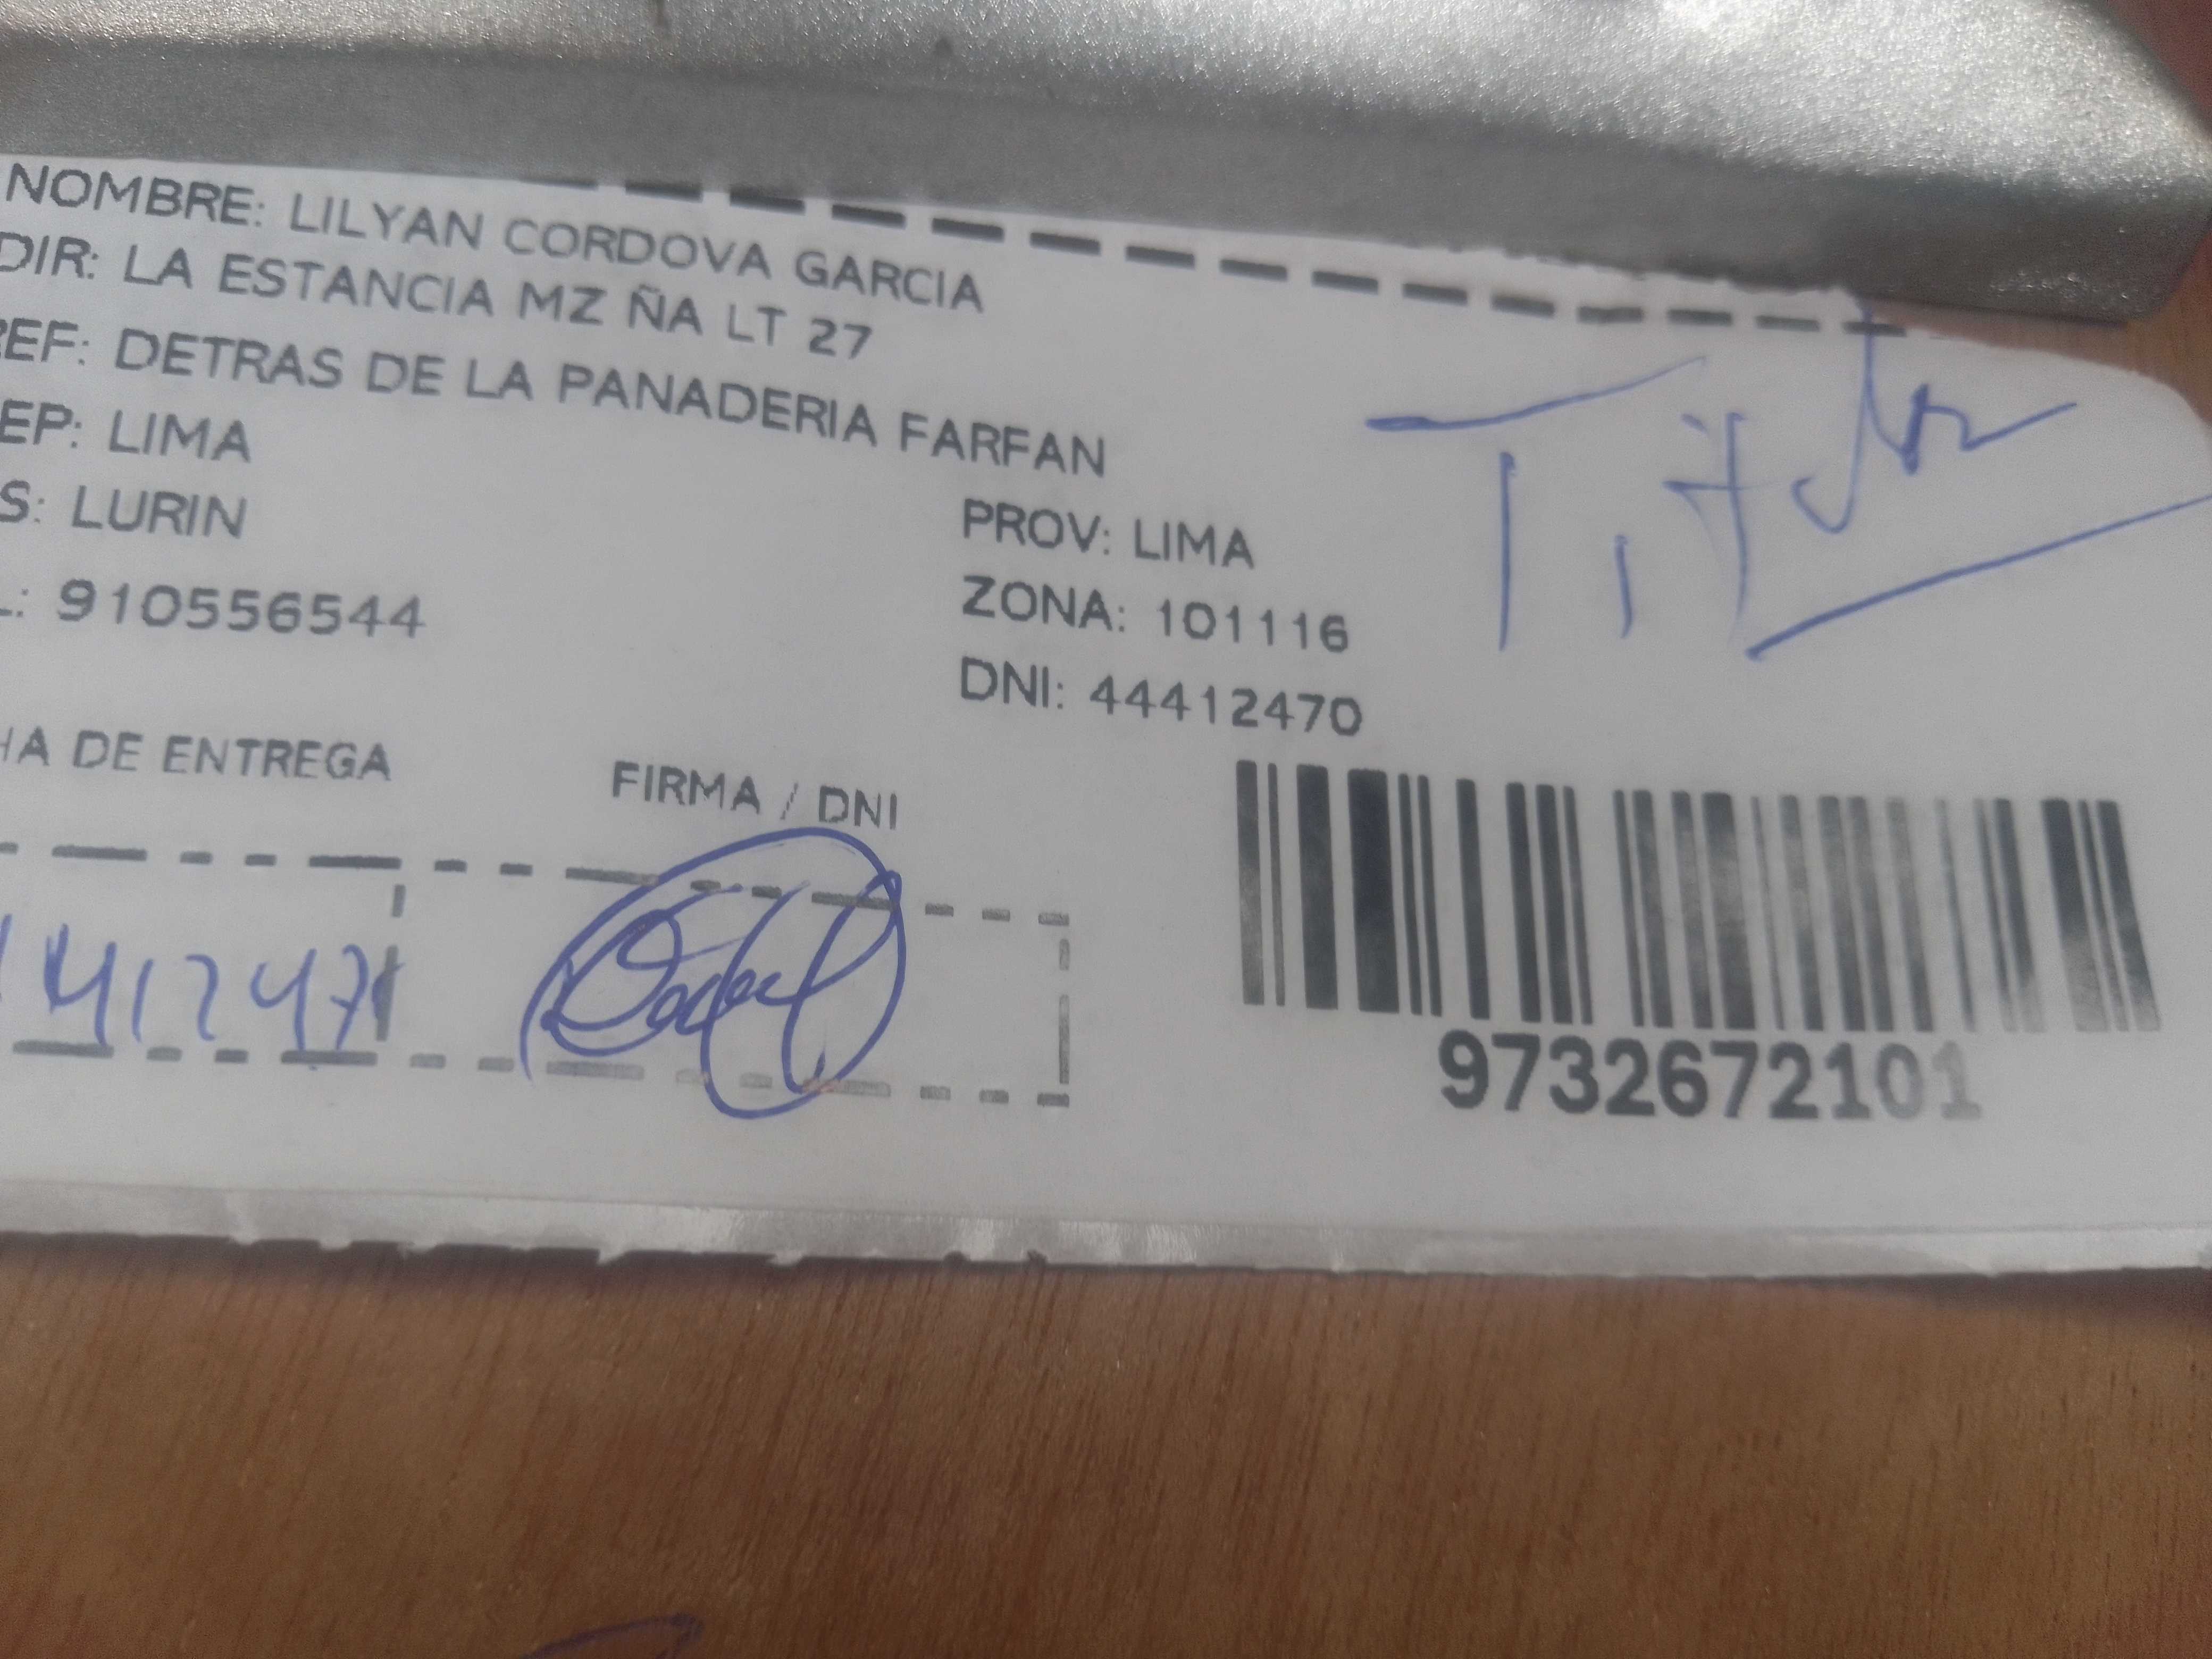 NOMBRE: LILYAN CORDOVA GARCIA
DIR: LA ESTANCIA MZ ÑA LT 27
REF: DETRAS DE LA PANADERIA FARFAN
EP: LIMA
PROV: LIMA
S: LURIN
ZONA: 101116
L: 910556544
DNI: 44412470
HA DE ENTREGA
FIRMA / DNI
Titular
9732672101